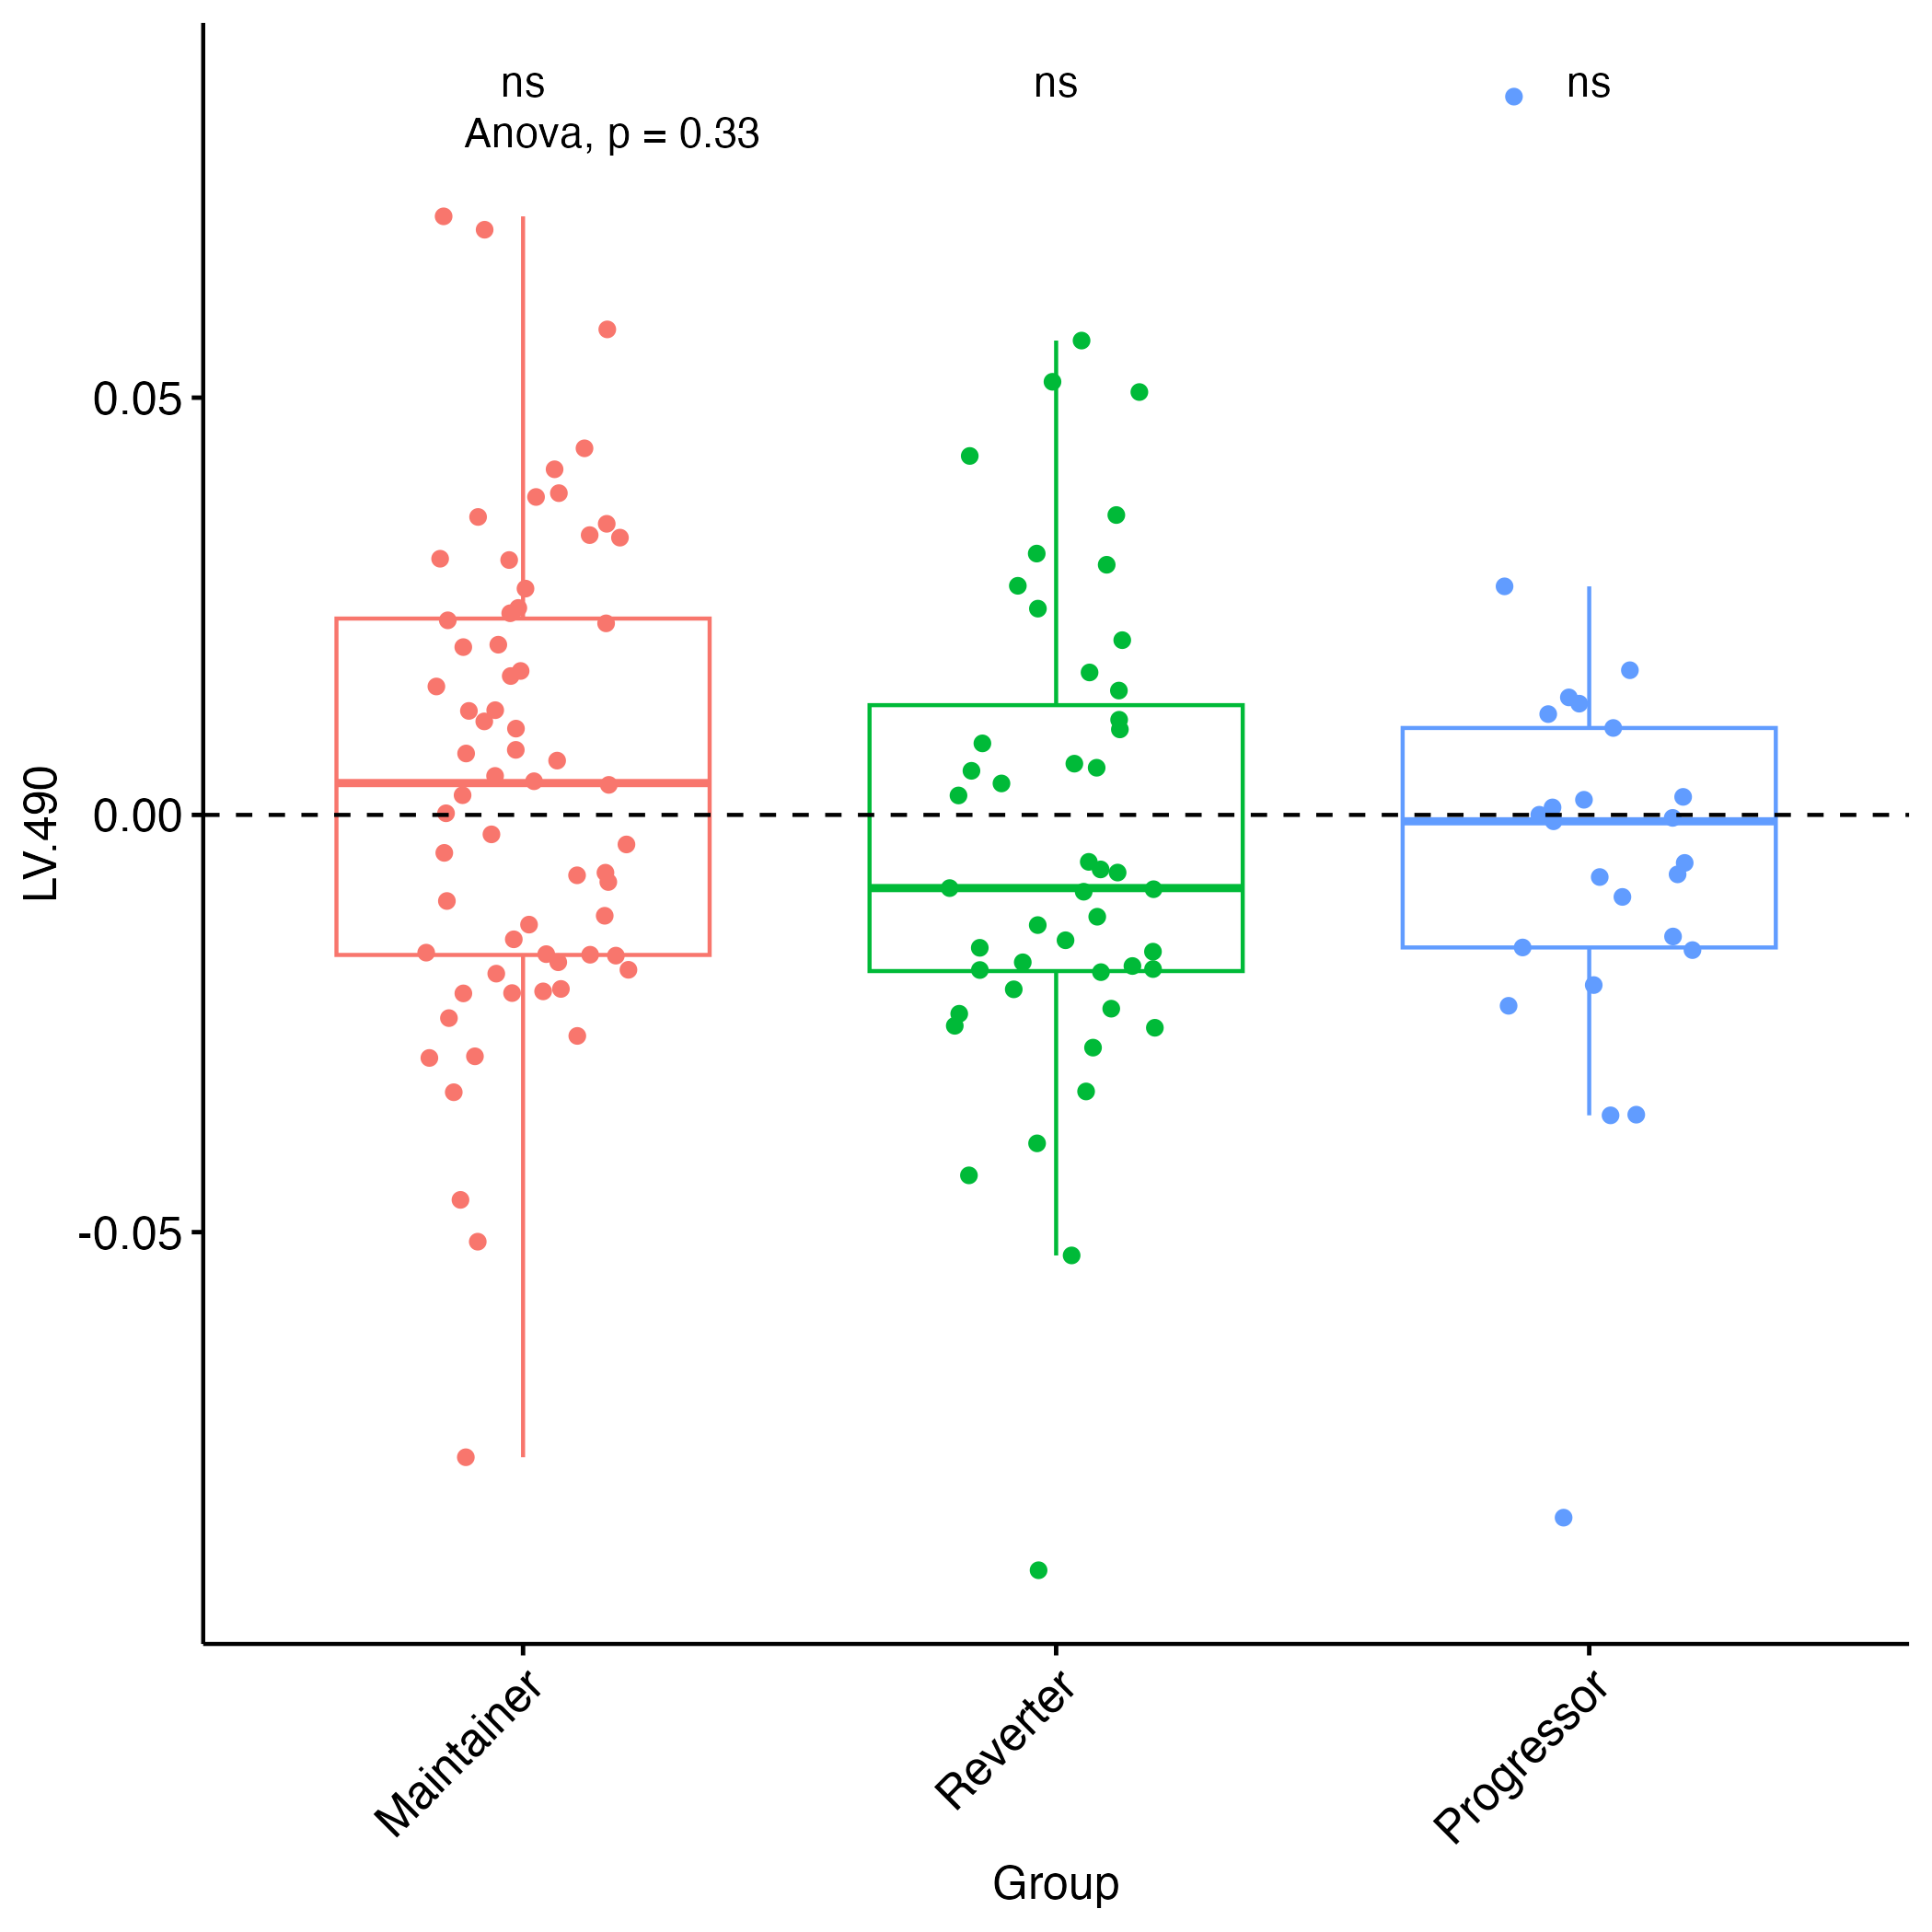 ns ns ns
Anova, p = 0.33
0.05
0.00
-0.05
LV.490
Maintainer
Reverter
Progressor
Group